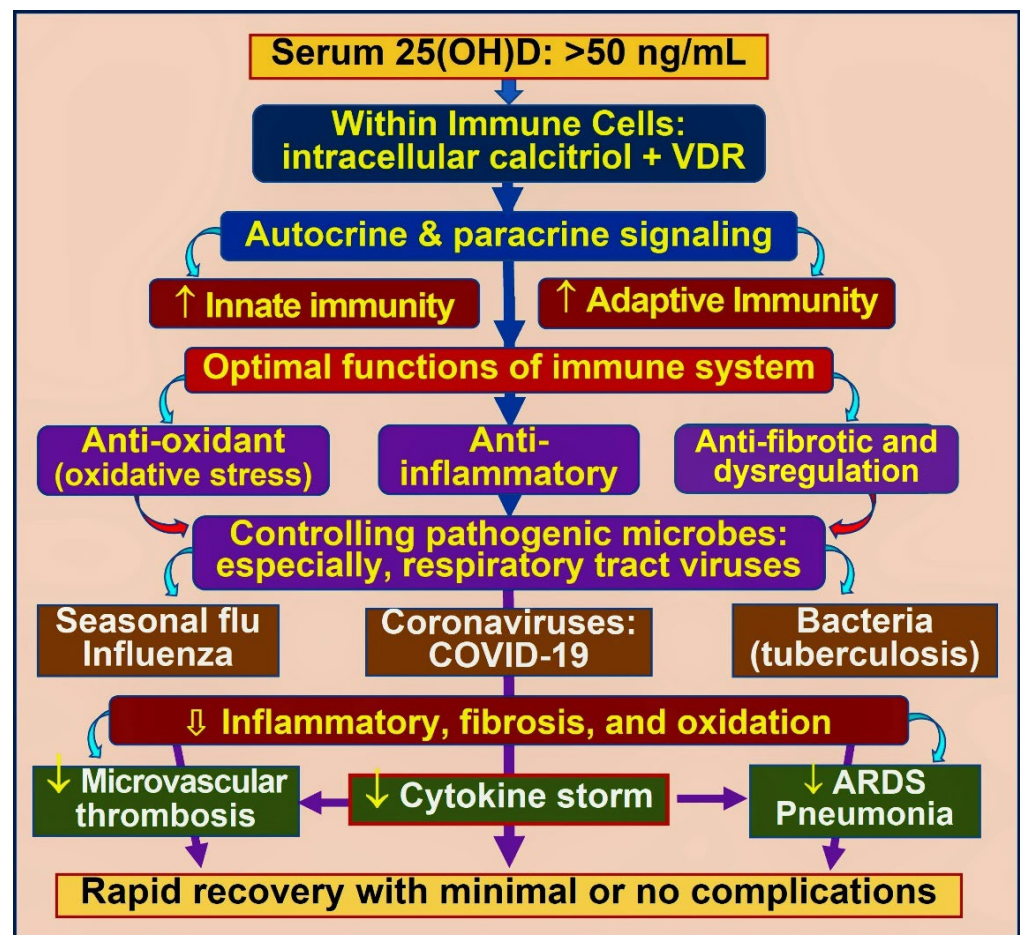 Serum 25(OH)D: >50 ng/mL
Within Immune Cells:
intracellular calcitriol + VDR
Autocrine & paracrine signaling
↑ Innate immunity
↑ Adaptive Immunity
Optimal functions of immune system
Anti-oxidant
(oxidative stress)
Anti-
inflammatory
Anti-fibrotic and
dysregulation
Controlling pathogenic microbes:
especially, respiratory tract viruses
Seasonal flu
Influenza
Coronaviruses:
COVID-19
Bacteria
(tuberculosis)
⇩ Inflammatory, fibrosis, and oxidation
↓ Microvascular
thrombosis
↓ Cytokine storm
↓ ARDS
Pneumonia
Rapid recovery with minimal or no complications